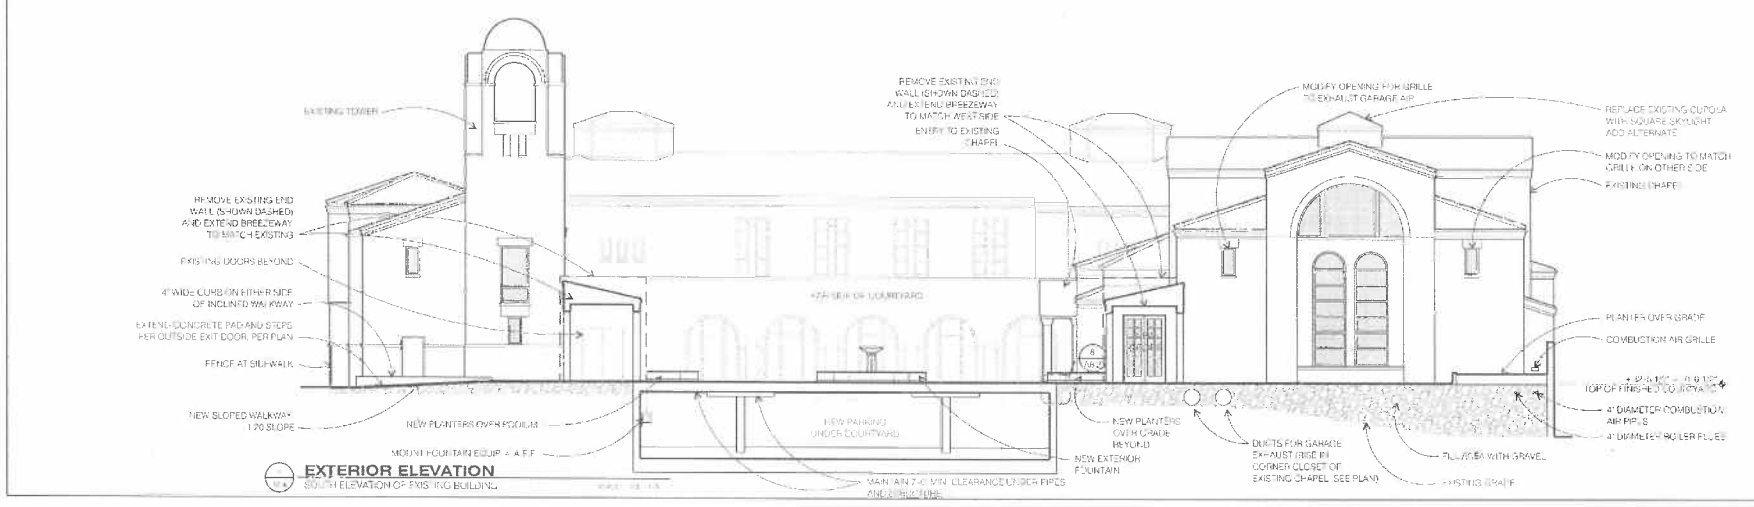 EXISTING TOWER
REMOVE EXISTING END
WALL (SHOWN DASHED)
AND EXTEND BREEZEWAY
TO MATCH EXISTING
EXISTING DOORS BEYOND
4" WIDE CURB ON EITHER SIDE
OF INCLINED WALKWAY
EXTEND CONCRETE PAD AND STEPS
PER OUTSIDE EXIT DOOR, PER PLAN
FENCE AT SIDEWALK
NEW SLOPED WALKWAY
1:20 SLOPE
NEW PLANTERS OVER PODIUM
MOUNT FOUNTAIN EQUIP. A.F.F.
EXTERIOR ELEVATION
SOUTH ELEVATION OF EXISTING BUILDING
REMOVE EXISTING END
WALL (SHOWN DASHED)
AND EXTEND BREEZEWAY
TO MATCH WEST SIDE
ENTRY TO EXISTING
CHAPEL
FAR SIDE OF COURTYARD
NEW PARKING
UNDER COURTYARD
MAINTAIN 7'-0" MIN. CLEARANCE UNDER PIPES
AND STRUCTURE
NEW EXTERIOR
FOUNTAIN
NEW PLANTERS
OVER GRADE
BEYOND
DUCTS FOR GARAGE
EXHAUST (RISE IN
CORNER CLOSET OF
EXISTING CHAPEL, SEE PLAN)
MODIFY OPENING FOR GRILLE
TO EXHAUST GARAGE AIR
REPLACE EXISTING CUPOLA
WITH SQUARE SKYLIGHT
ADD ALTERNATE
MODIFY OPENING TO MATCH
GRILLE ON OTHER SIDE
EXISTING CHAPEL
PLANTER OVER GRADE
COMBUSTION AIR GRILLE
TOP OF FINISHED COURTYARD
4" DIAMETER COMBUSTION
AIR PIPES
4" DIAMETER BOILER FLUES
FILL AREA WITH GRAVEL
EXISTING GRADE